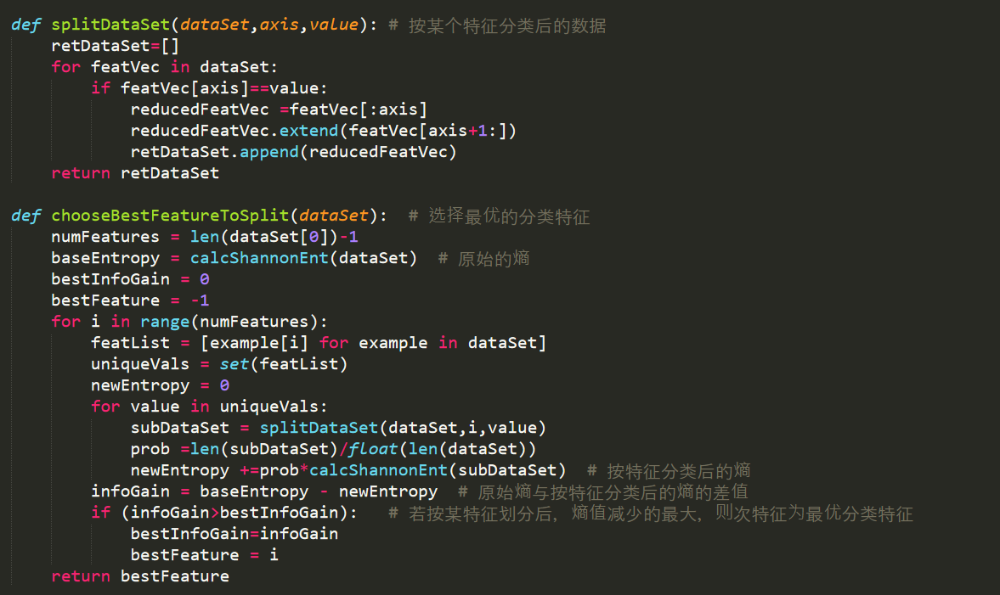 def splitDataSet(dataSet,axis,value): # 按某个特征分类后的数据
    retDataSet=[]
    for featVec in dataSet:
        if featVec[axis]==value:
            reducedFeatVec =featVec[:axis]
            reducedFeatVec.extend(featVec[axis+1:])
            retDataSet.append(reducedFeatVec)
    return retDataSet

def chooseBestFeatureToSplit(dataSet):  # 选择最优的分类特征
    numFeatures = len(dataSet[0])-1
    baseEntropy = calcShannonEnt(dataSet)  # 原始的熵
    bestInfoGain = 0
    bestFeature = -1
    for i in range(numFeatures):
        featList = [example[i] for example in dataSet]
        uniqueVals = set(featList)
        newEntropy = 0
        for value in uniqueVals:
            subDataSet = splitDataSet(dataSet,i,value)
            prob =len(subDataSet)/float(len(dataSet))
            newEntropy +=prob*calcShannonEnt(subDataSet)  # 按特征分类后的熵
        infoGain = baseEntropy - newEntropy  # 原始熵与按特征分类后的熵的差值
        if (infoGain>bestInfoGain):   # 若按某特征划分后，熵值减少的最大，则次特征为最优分类特征
            bestInfoGain=infoGain
            bestFeature = i
    return bestFeature